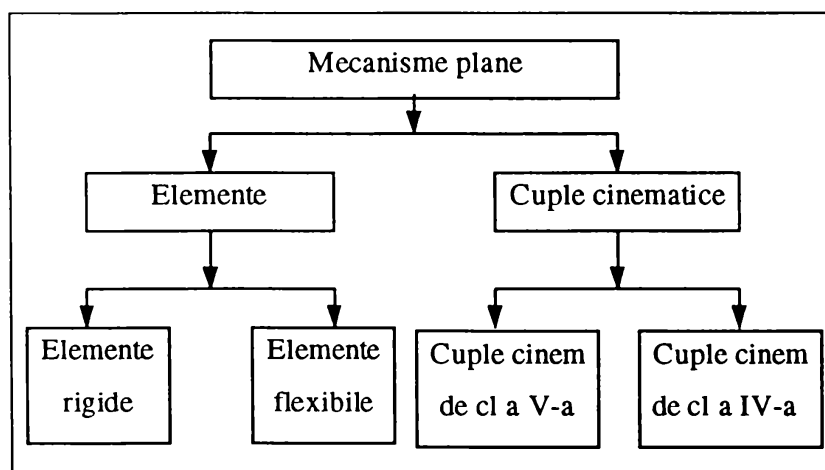 Mecanisme plane
Elemente
Cuple cinematice
Elemente
rigide
Elemente
flexibile
Cuple cinem
de cl a V-a
Cuple cinem
de cl a IV-a